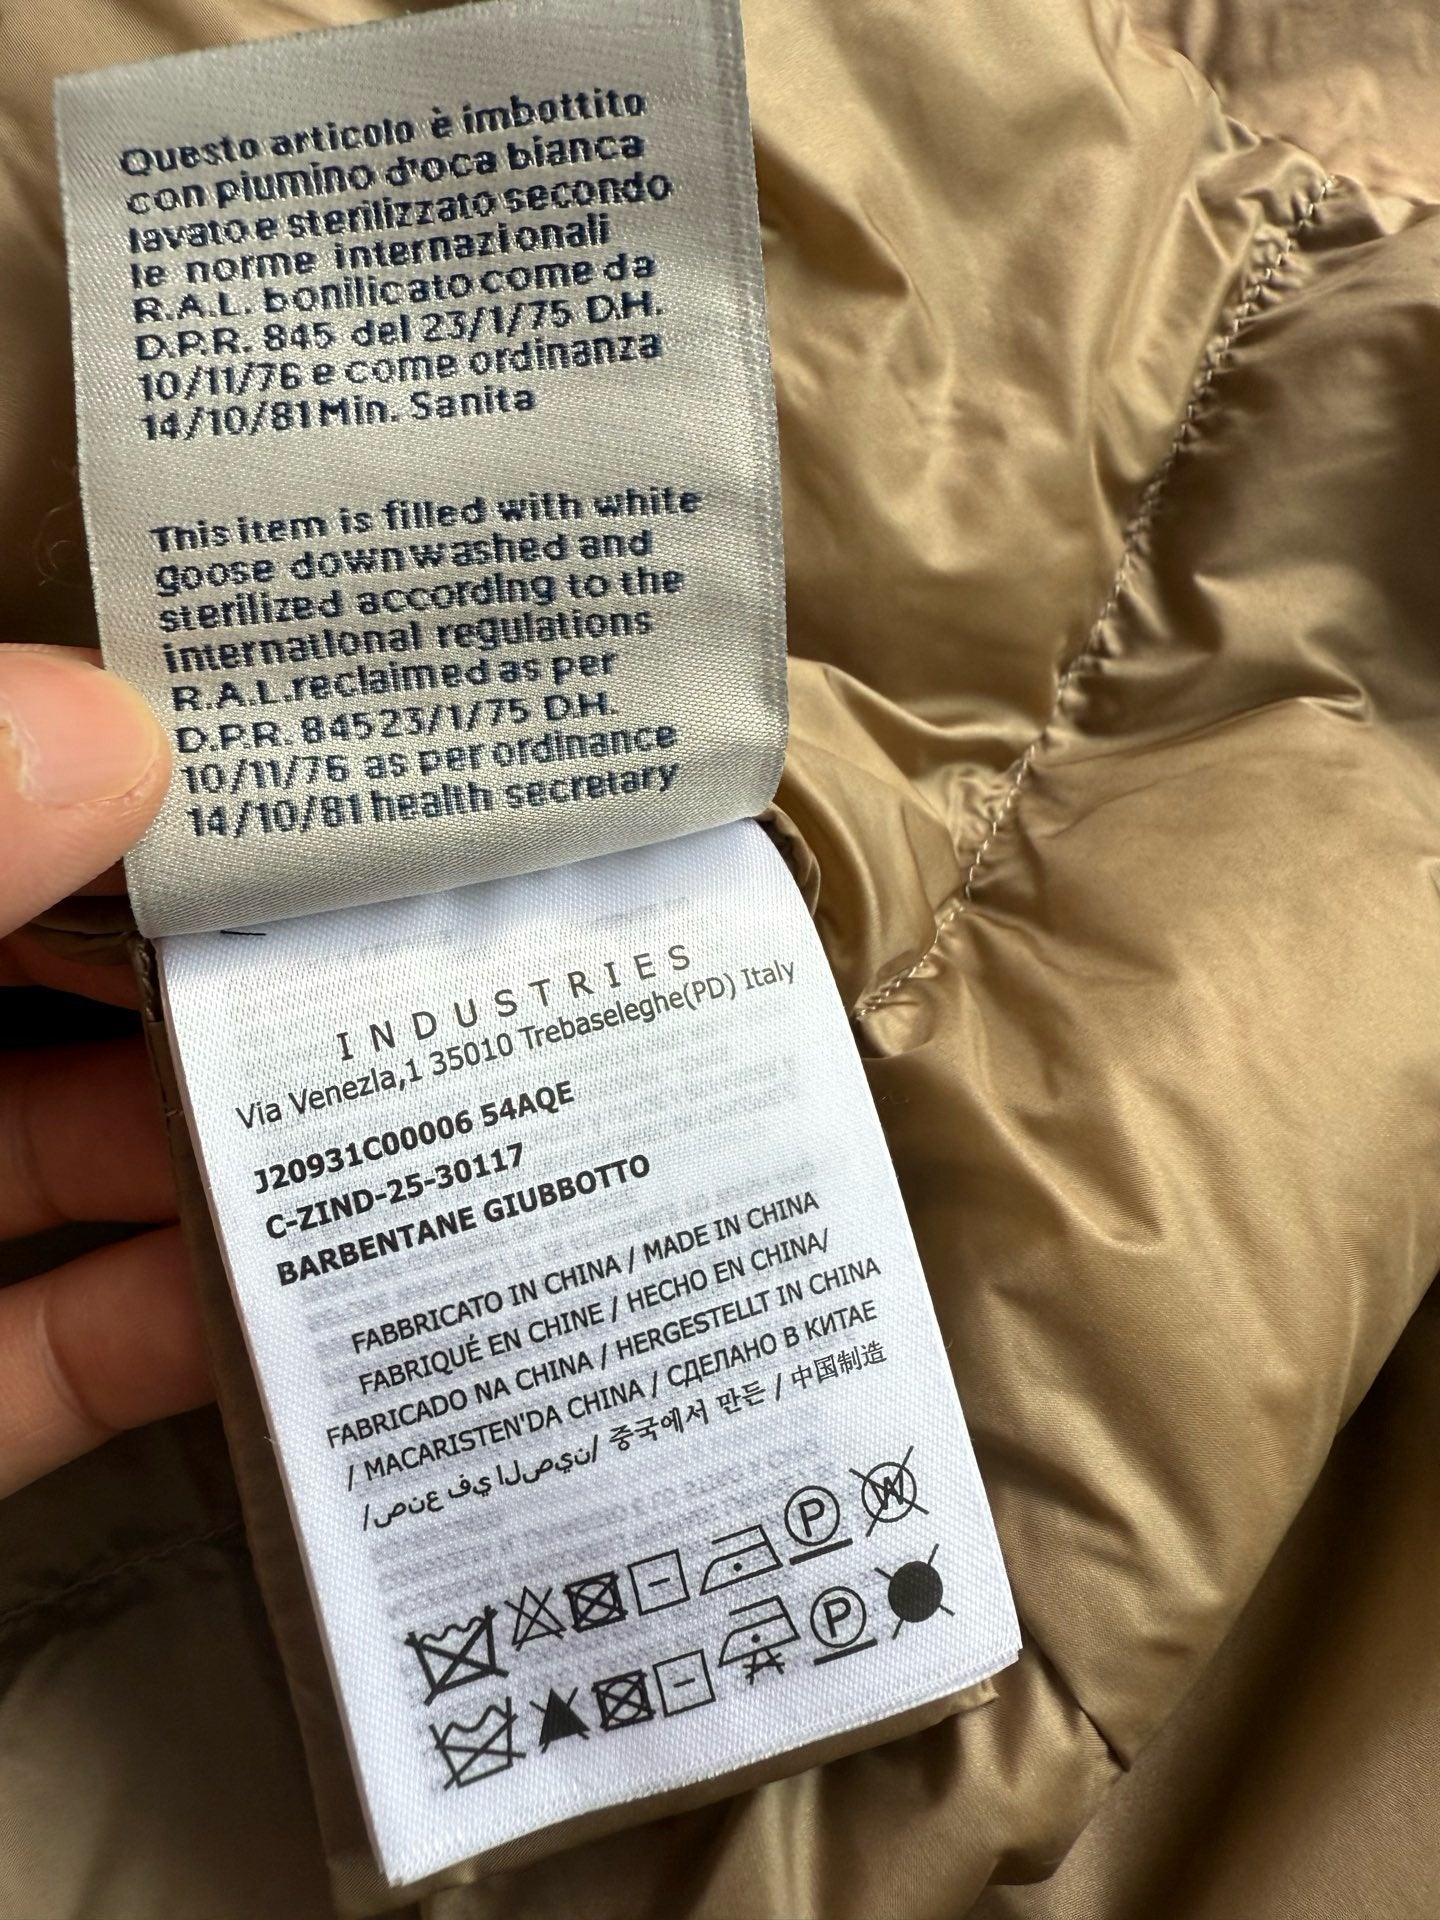 Questo articolo è imbottito
con piumino d'oca bianca
lavato e sterilizzato secondo
le norme internazionali
R.A.L. bonilicato come da
D.P.R. 845 del 23/1/75 D.H.
10/11/76 e come ordinanza
14/10/81 Min. Sanita
This item is filled with white
goose down washed and
sterilized according to the
international regulations
R.A.L. reclaimed as per
D.P.R. 845 23/1/75 D.H.
10/11/76 as per ordinance
14/10/81 health secretary
INDUSTRIES
Via Venezla,1 35010 Trebaseleghe(PD) Italy
J20931C00006 54AQE
C-ZIND-25-30117
BARBENTANE GIUBBOTTO
FABBRICATO IN CHINA / MADE IN CHINA
FABRIQUÉ EN CHINE / HECHO EN CHINA/
FABRICADO NA CHINA / HERGESTELLT IN CHINA
/ MACARISTEN'DA CHINA / СДЕЛАНО В КИТАЕ
/صنع في الصين/ 중국에서 만든 / 中国制造
P W
P